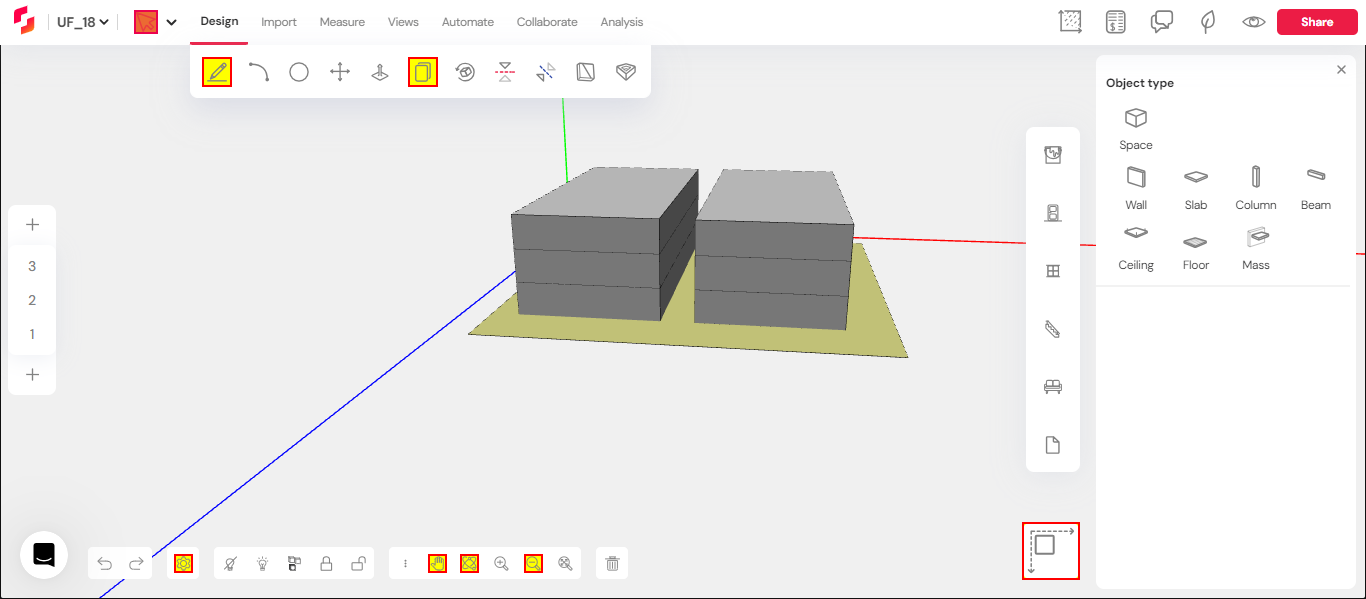 UF_18
Design Import Measure Views Automate Collaborate Analysis
Share
Object type
Space
Wall Slab Column Beam
Ceiling Floor Mass
3
2
1